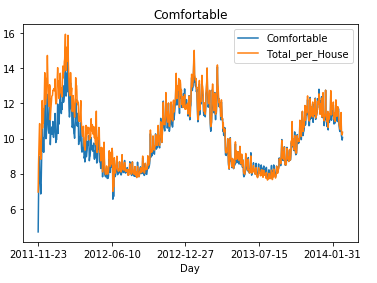 Comfortable
Comfortable
Total_per_House
16
14
12
10
8
6
2011-11-23
2012-06-10
2012-12-27
2013-07-15
2014-01-31
Day